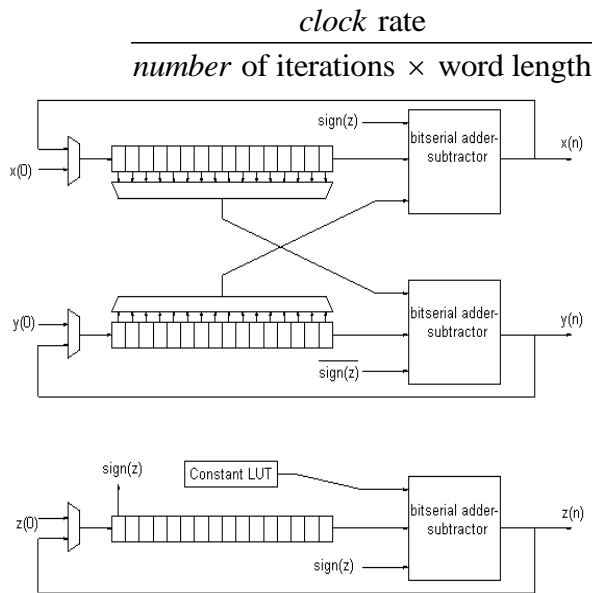 clock rate
number of iterations × word length
sign(z)
bitserial adder-
subtractor
x(n)
x(0)
y(0)
bitserial adder-
subtractor
y(n)
sign(z)
sign(z)
Constant LUT
bitserial adder-
subtractor
z(0)
z(n)
sign(z)